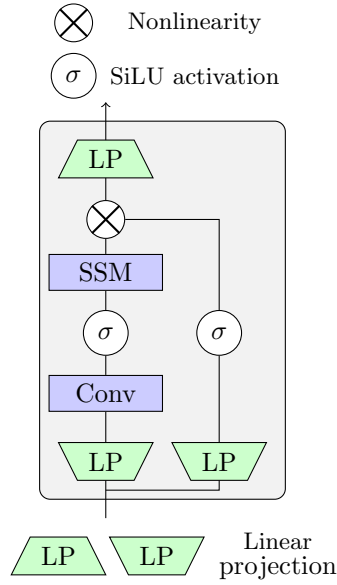 Nonlinearity
σ SiLU activation
LP
SSM
σ σ
Conv
LP LP
LP LP Linear
projection